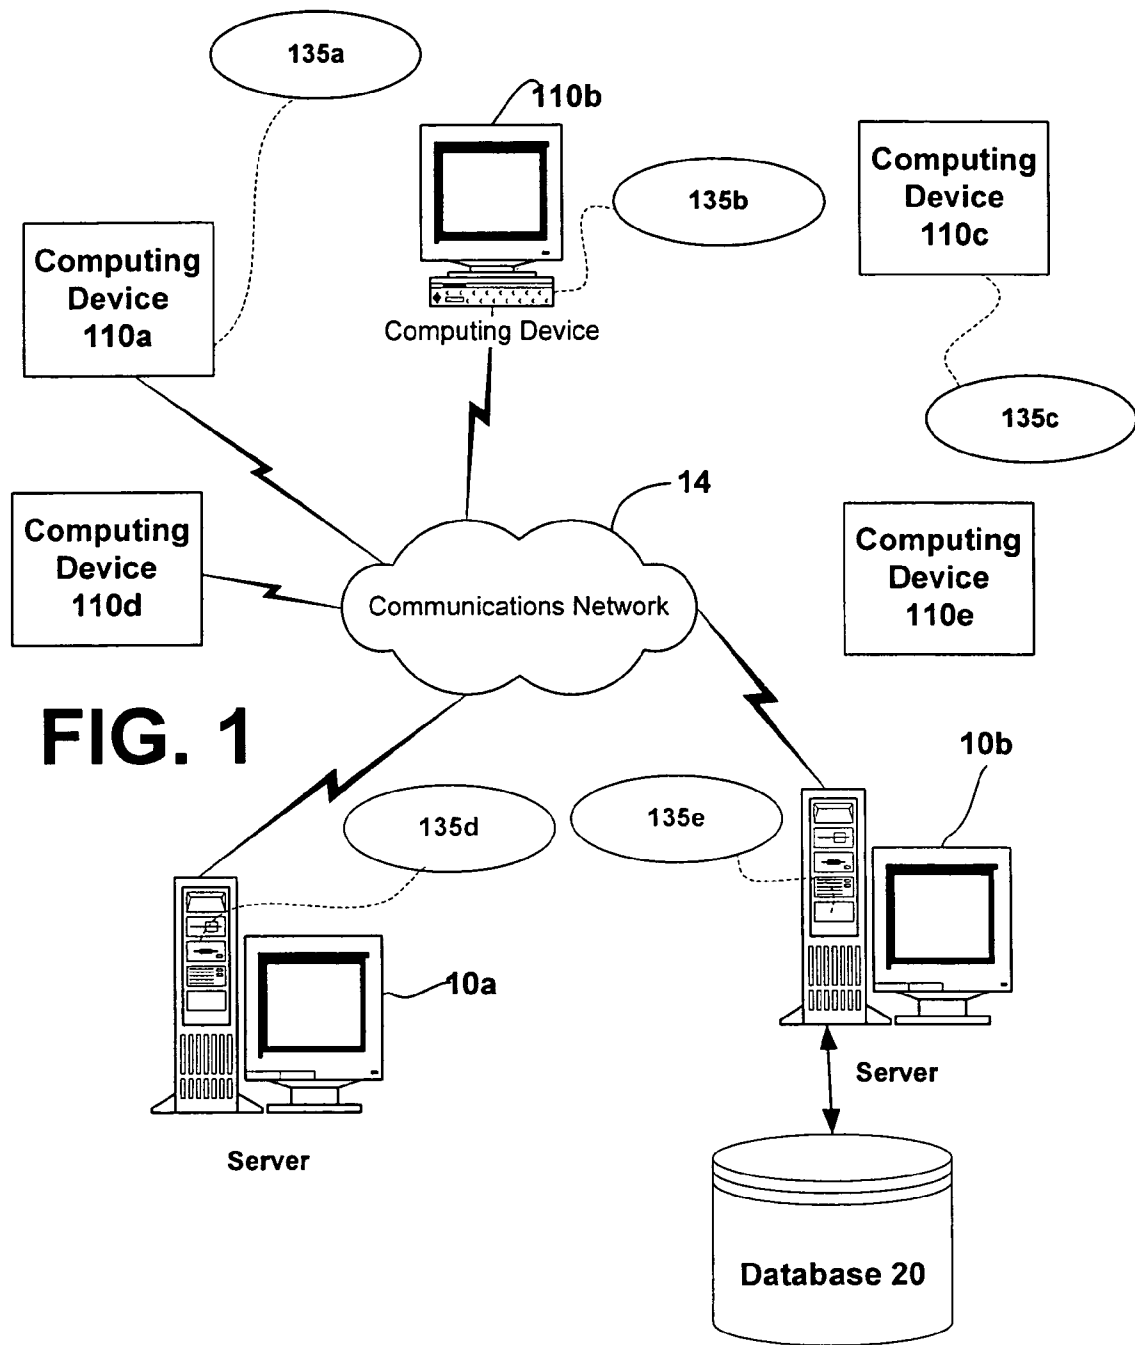 135a
110b
Computing
Device
110c
135b
Computing
Device
110a
Computing Device
135c
14
Computing
Device
110d
Computing
Device
110e
Communications Network
FIG. 1
10b
135d
135e
10a
Server
Server
Database 20